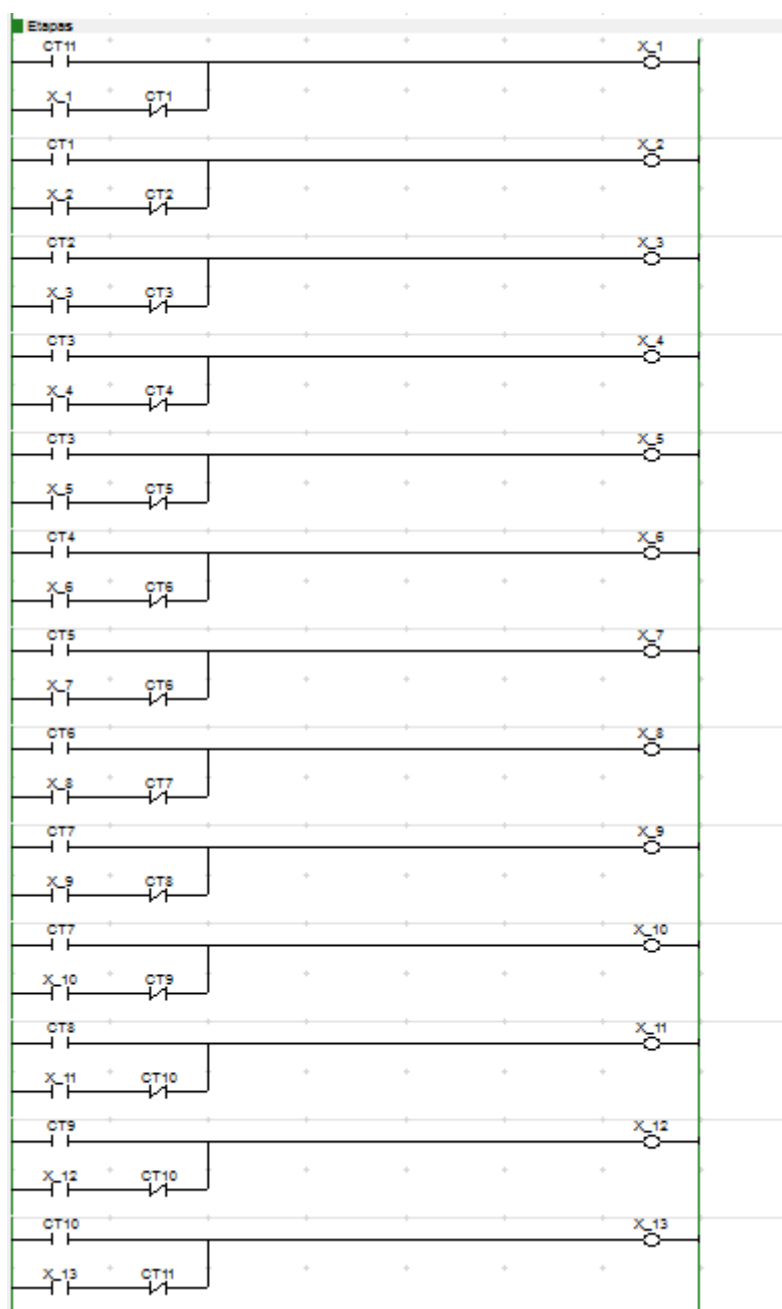 Etapas
CT11 X_1
X_1 CT1
CT1 X_2
X_2 CT2
CT2 X_3
X_3 CT3
CT3 X_4
X_4 CT4
CT3 X_5
X_5 CT5
CT4 X_6
X_6 CT6
CT5 X_7
X_7 CT6
CT6 X_8
X_8 CT7
CT7 X_9
X_9 CT8
CT7 X_10
X_10 CT9
CT8 X_11
X_11 CT10
CT9 X_12
X_12 CT10
CT10 X_13
X_13 CT11